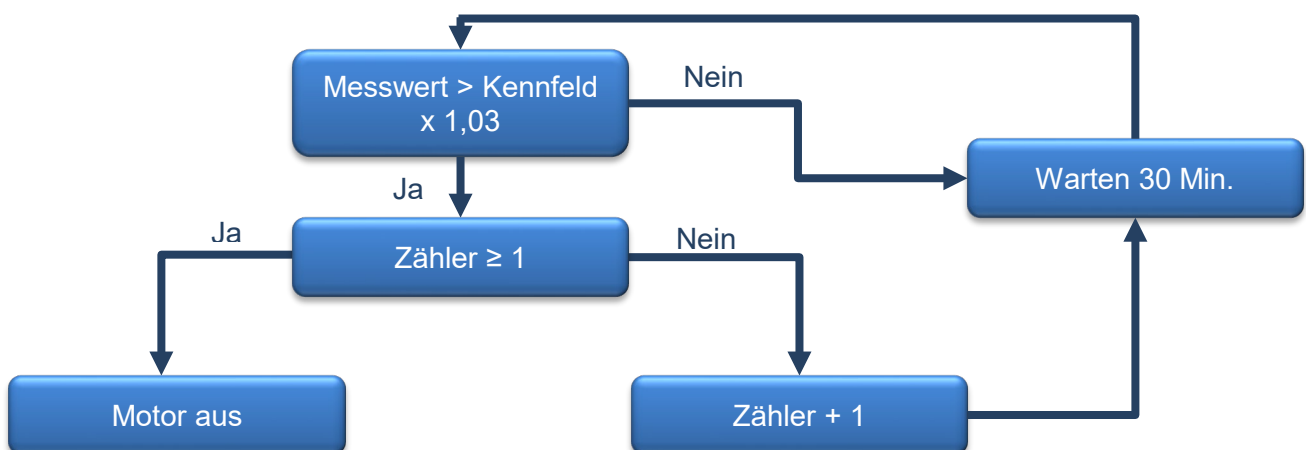 Messwert > Kennfeld
x 1,03
Nein
Warten 30 Min.
Ja
Ja
Zähler ≥ 1
Nein
Motor aus
Zähler + 1